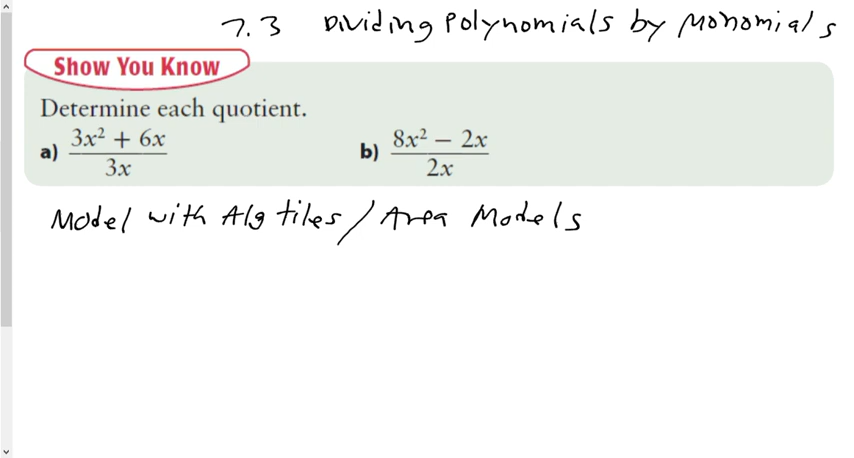 7.3 Dividing Polynomials by Monomials
Show You Know
Determine each quotient.
a) (3x² + 6x)/(3x) b) (8x² − 2x)/(2x)
Model with Alg tiles / Area Models